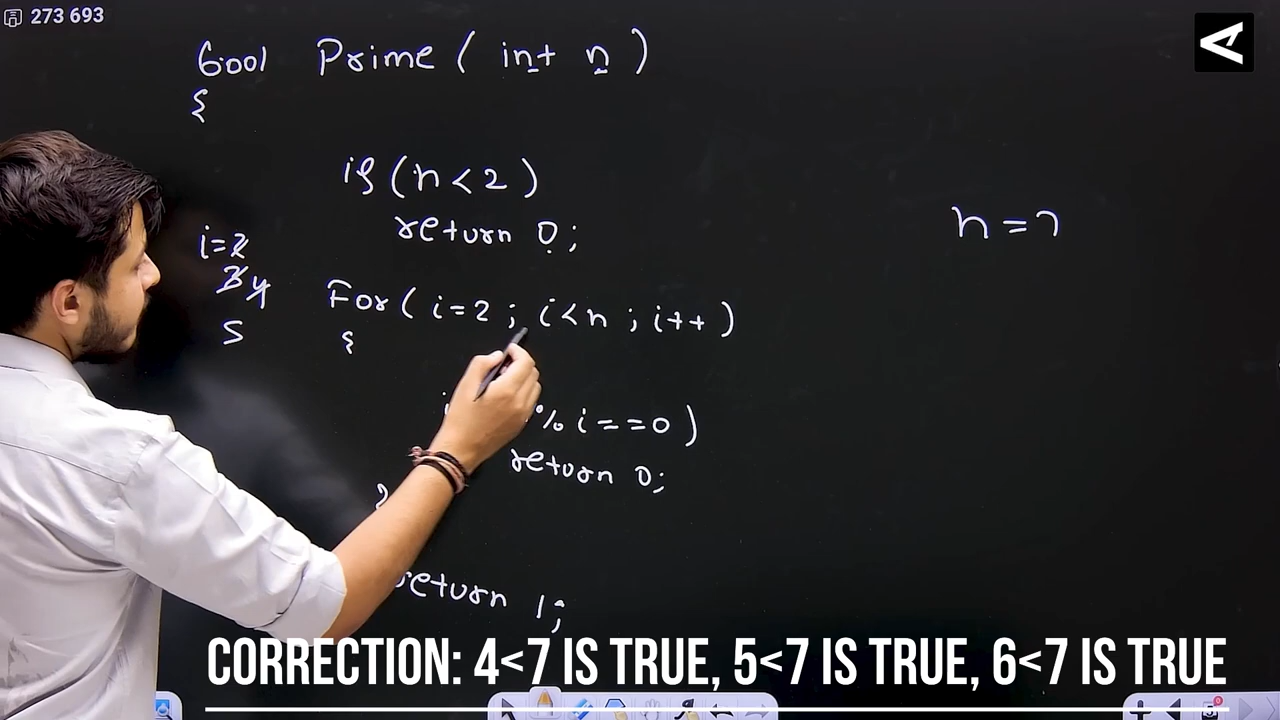 273 693
bool Prime ( int n )
{
if ( n < 2 )
return 0 ;
n = 7
i = 2
3 4
5
For ( i = 2 ; i < n ; i++ )
{
% i == 0 )
return 0;
return 1;
CORRECTION: 4<7 IS TRUE, 5<7 IS TRUE, 6<7 IS TRUE